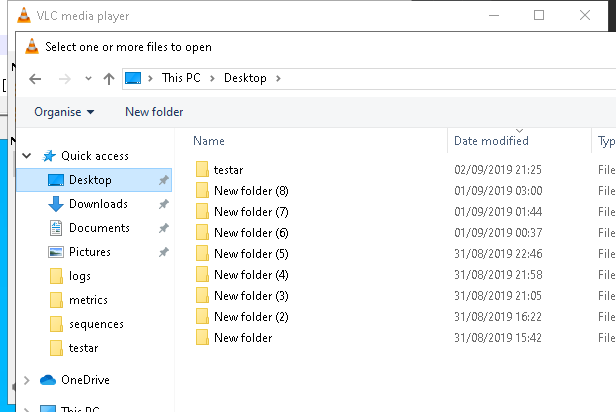 VLC media player
Select one or more files to open
This PC > Desktop >
Organise New folder
Name Date modified Typ
Quick access
Desktop
Downloads
Documents
Pictures
logs
metrics
sequences
testar
OneDrive
This PC
testar 02/09/2019 21:25 File
New folder (8) 01/09/2019 03:00 File
New folder (7) 01/09/2019 01:44 File
New folder (6) 01/09/2019 00:37 File
New folder (5) 31/08/2019 22:46 File
New folder (4) 31/08/2019 21:58 File
New folder (3) 31/08/2019 21:05 File
New folder (2) 31/08/2019 16:22 File
New folder 31/08/2019 15:42 File